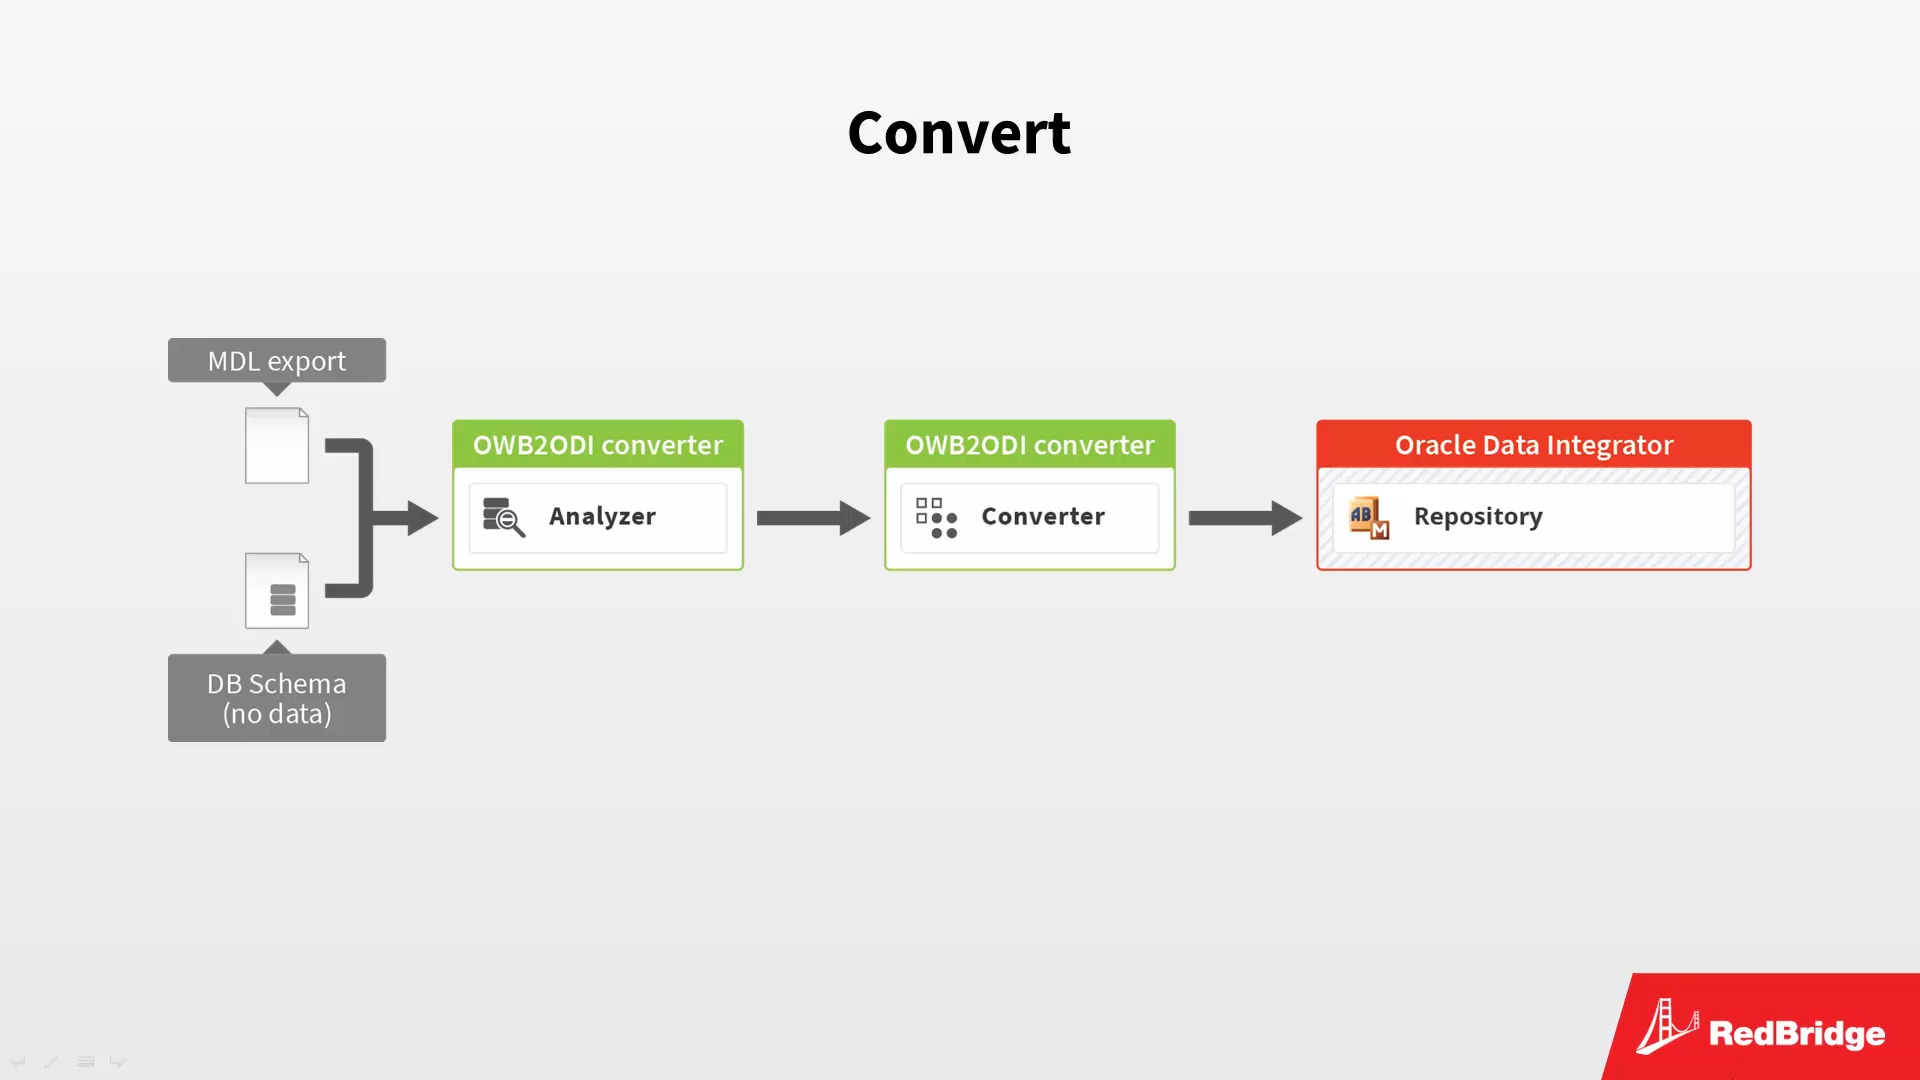 Convert
MDL export
DB Schema
(no data)
OWB2ODI converter
Analyzer
OWB2ODI converter
Converter
Oracle Data Integrator
AB
M
Repository
RedBridge